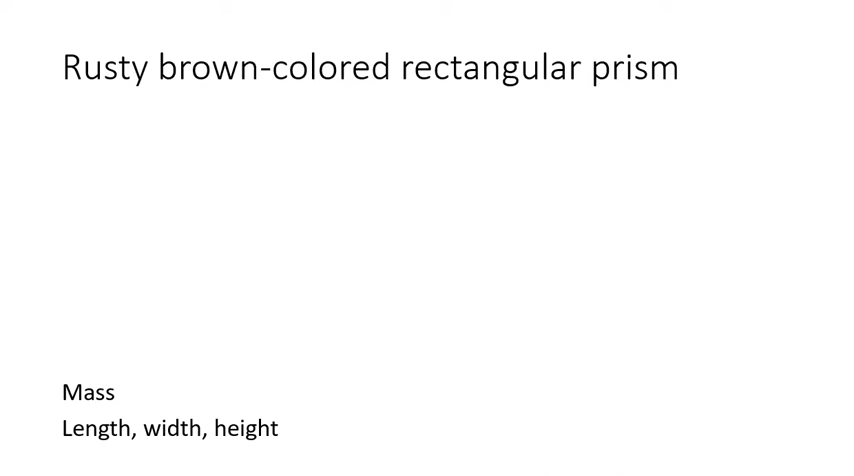 Rusty brown-colored rectangular prism
Mass
Length, width, height